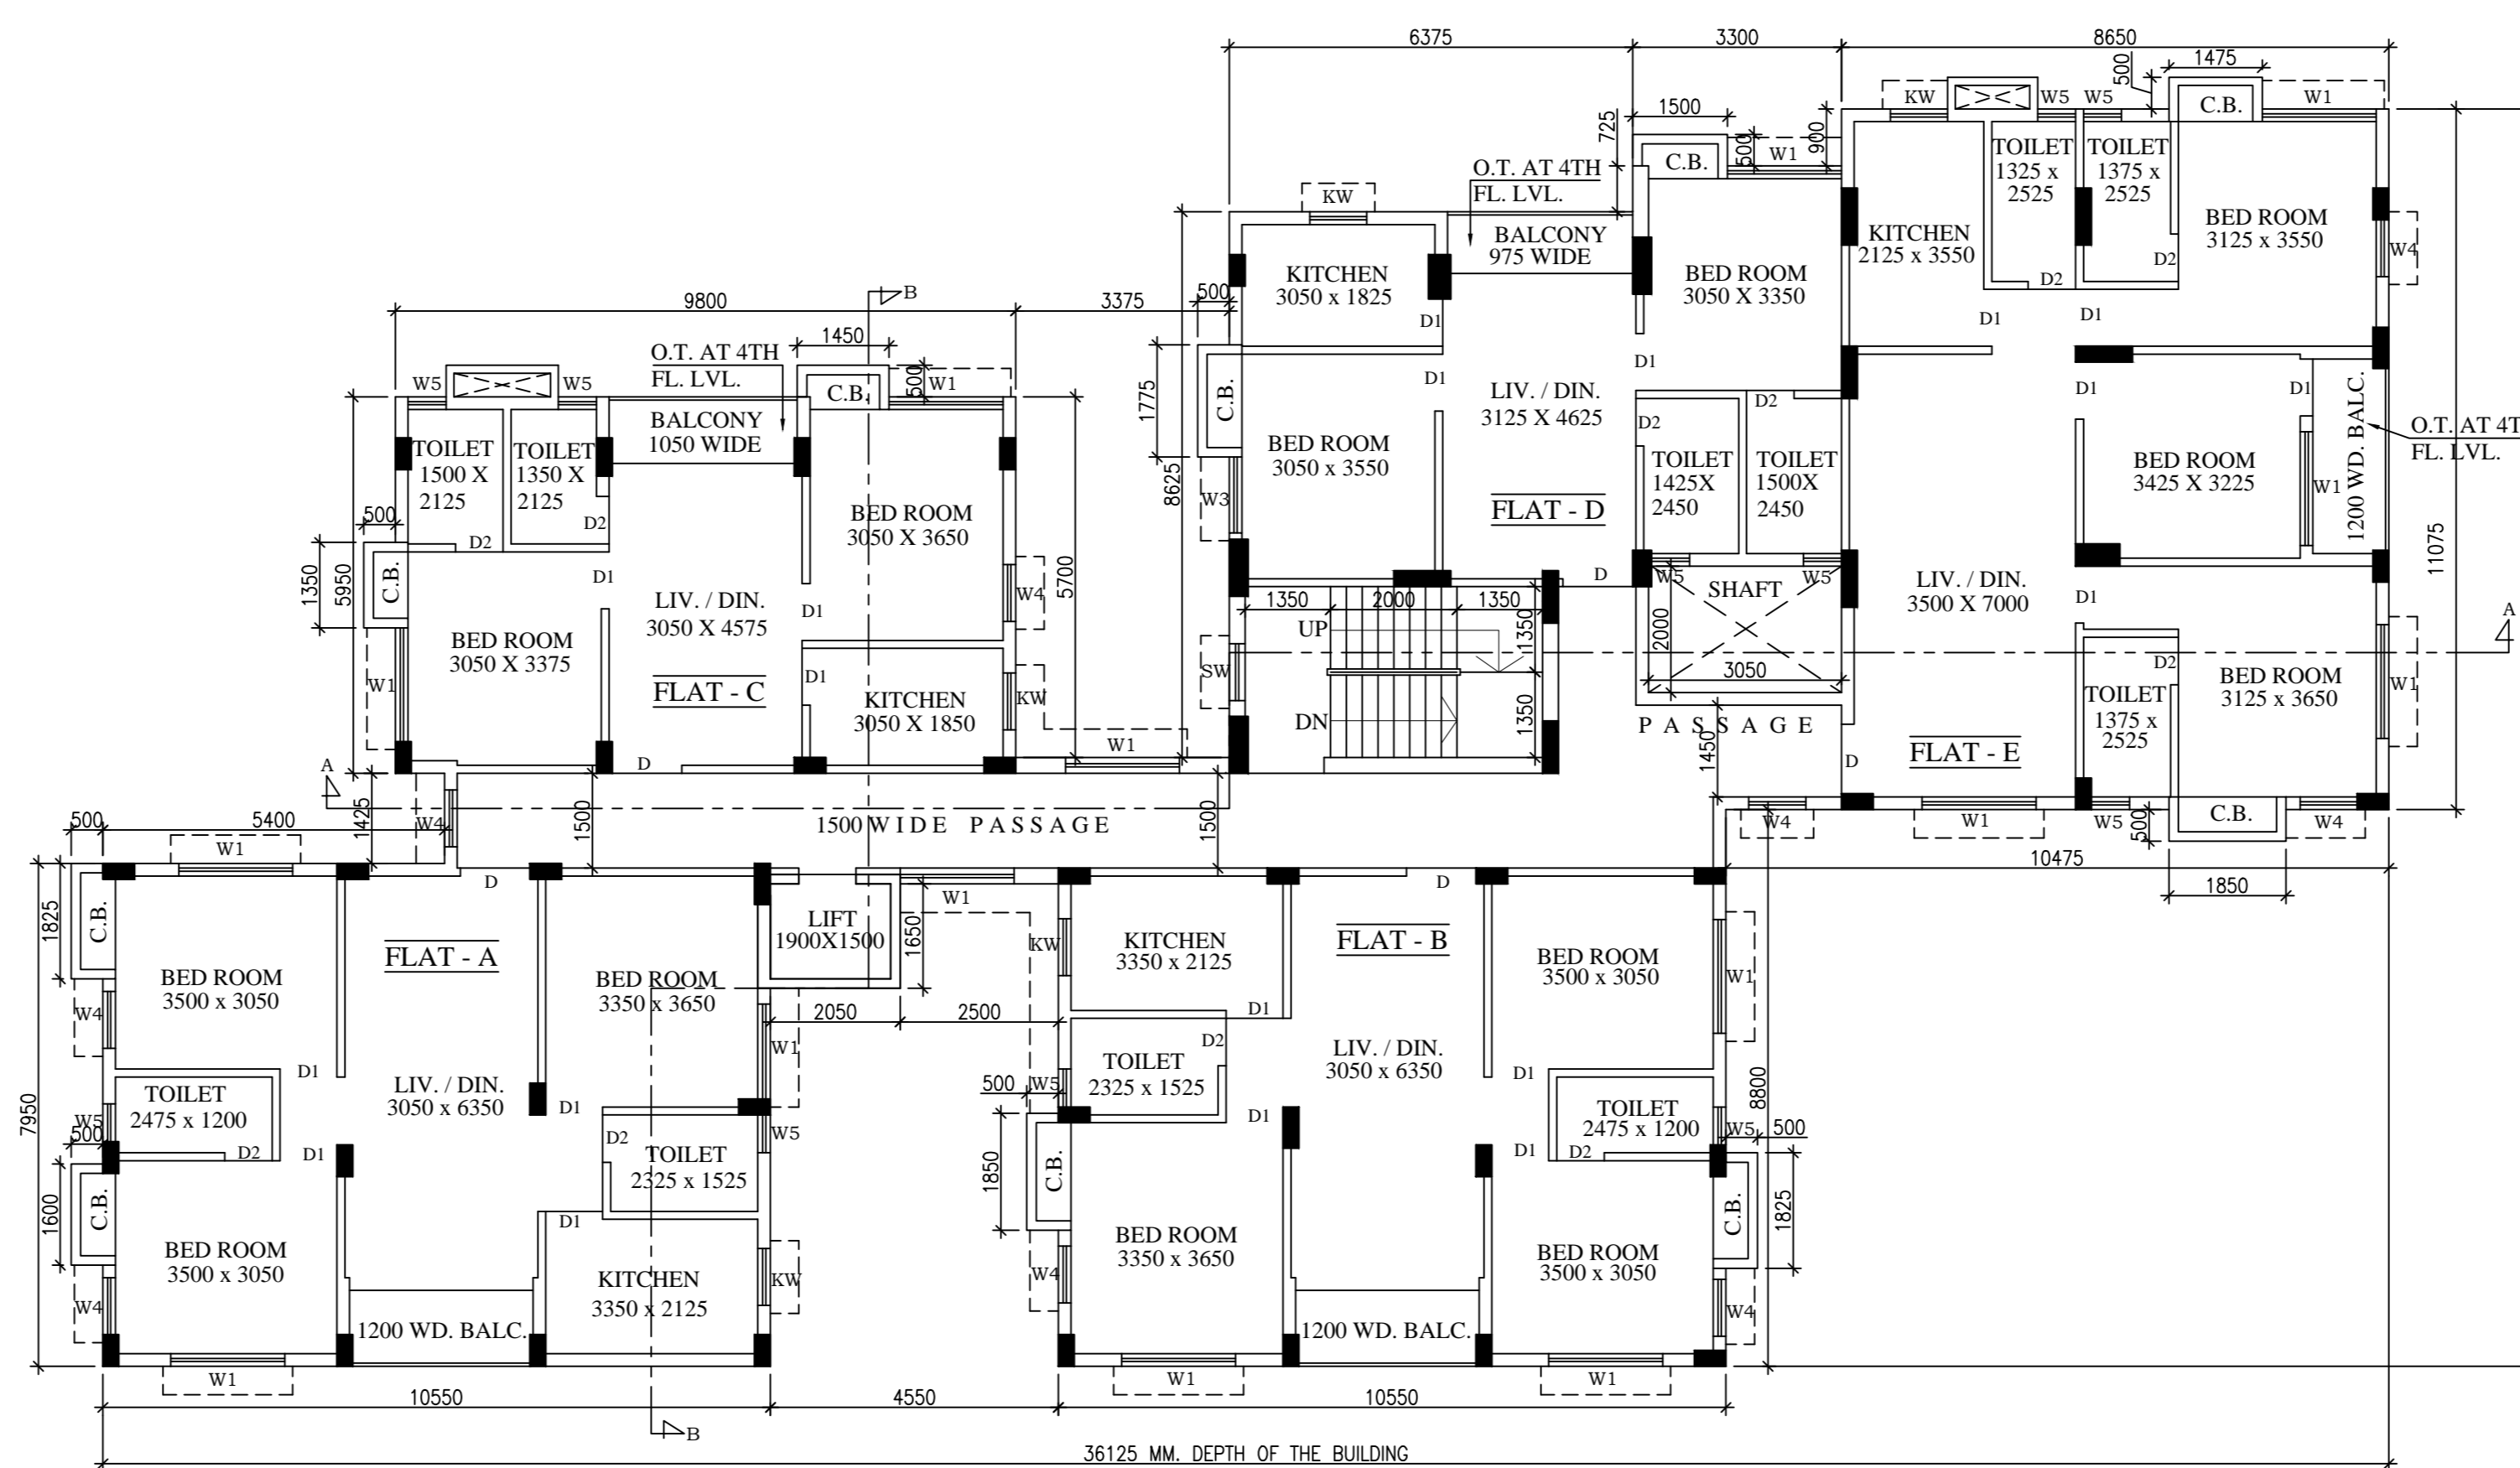 6375
3300
8650
500
1475
C.B.
W1
KW
W5
W5
1500
725
500
900
C.B.
W1
TOILET
1325 x
2525
TOILET
1375 x
2525
BED ROOM
3125 x 3550
W4
D2
D2
KITCHEN
2125 x 3550
D1
D1
O.T. AT 4TH
FL. LVL.
KW
BALCONY
975 WIDE
KITCHEN
3050 x 1825
BED ROOM
3050 X 3350
D1
D1
D1
500
1775
C.B.
8625
W3
BED ROOM
3050 x 3550
LIV. / DIN.
3125 X 4625
FLAT - D
D2
D2
TOILET
1425X
2450
TOILET
1500X
2450
D
W5
W5
SHAFT
2000
3050
D1
D1
BED ROOM
3425 X 3225
W1
1200 WD. BALC.
O.T. AT 4T
FL. LVL.
11075
LIV. / DIN.
3500 X 7000
D1
D2
TOILET
1375 x
2525
BED ROOM
3125 x 3650
W1
A
FLAT - E
D
W4
W1
W5
500
C.B.
W4
1850
10475
1350
2000
1350
UP
DN
1350
1350
SW
PASSAGE
1450
9800
3375
B
O.T. AT 4TH
FL. LVL.
1450
C.B.
500
W1
W5
W5
BALCONY
1050 WIDE
TOILET
1500 X
2125
TOILET
1350 X
2125
D2
D2
500
1350
5950
C.B.
D1
BED ROOM
3050 X 3650
5700
W4
LIV. / DIN.
3050 X 4575
D1
BED ROOM
3050 X 3375
W1
FLAT - C
D1
KITCHEN
3050 X 1850
KW
D
W1
A
1425
W4
1500
1500 WIDE PASSAGE
1500
500
5400
W1
D
7950
1825
C.B.
FLAT - A
BED ROOM
3500 x 3050
W4
BED ROOM
3350 x 3650
LIFT
1900X1500
1650
W1
2050
2500
W1
D1
TOILET
2475 x 1200
W5
500
D2
D1
LIV. / DIN.
3050 x 6350
D1
D2
TOILET
2325 x 1525
W5
D1
1600
C.B.
W4
BED ROOM
3500 x 3050
KITCHEN
3350 x 2125
KW
1200 WD. BALC.
W1
D
FLAT - B
KW
KITCHEN
3350 x 2125
BED ROOM
3500 x 3050
W1
D1
D2
TOILET
2325 x 1525
500
W5
D1
LIV. / DIN.
3050 x 6350
D1
TOILET
2475 x 1200
8800
W5
500
D1
D2
1850
C.B.
W4
BED ROOM
3350 x 3650
BED ROOM
3500 x 3050
C.B.
1825
W4
1200 WD. BALC.
W1
W1
10550
4550
10550
B
36125 MM. DEPTH OF THE BUILDING